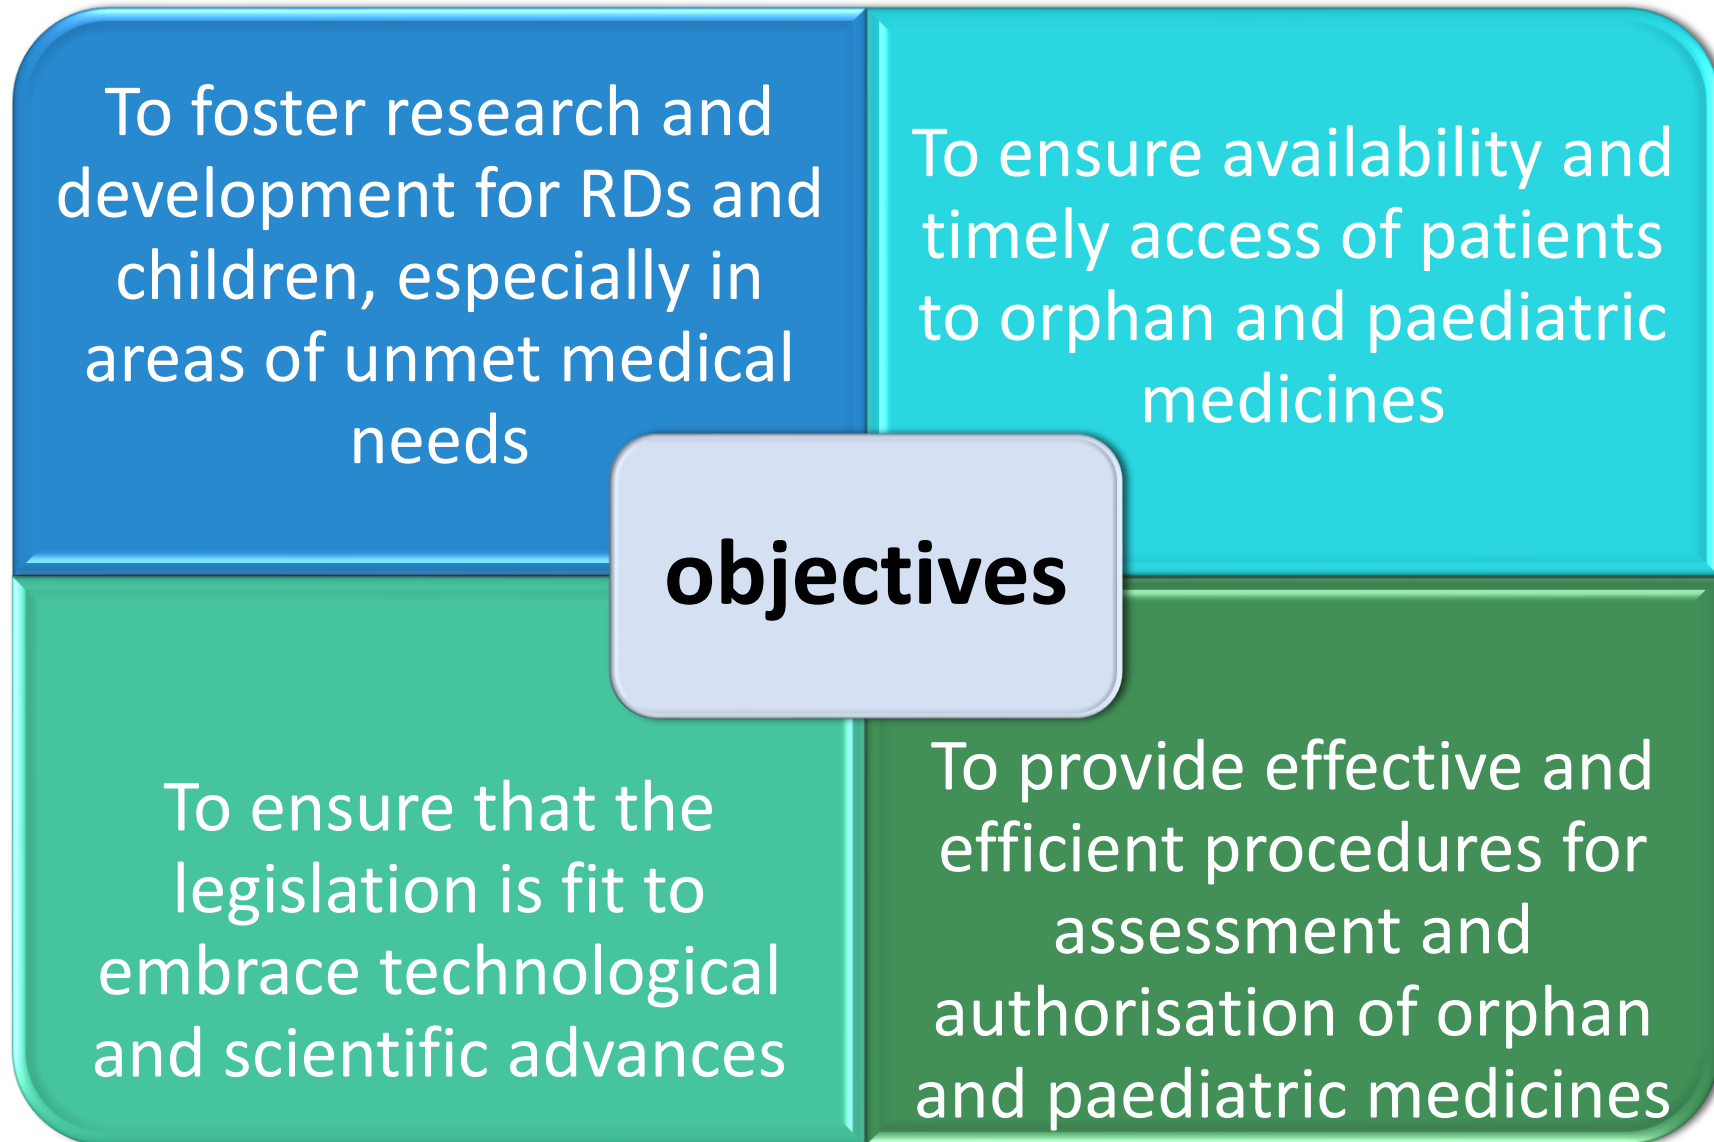 To foster research and
development for RDs and
children, especially in
areas of unmet medical
needs
To ensure availability and
timely access of patients
to orphan and paediatric
medicines
objectives
To ensure that the
legislation is fit to
embrace technological
and scientific advances
To provide effective and
efficient procedures for
assessment and
authorisation of orphan
and paediatric medicines